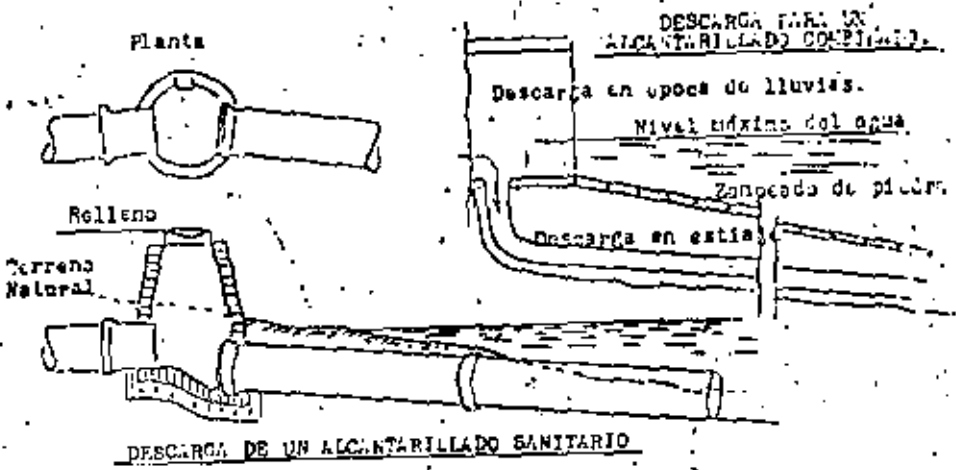 Planta
DESCARGA PARA UN
ALCANTARILLADO COMBINADO.
Descarga en epoca de lluvias.
Nivel máximo del agua
Zampeado de piedra
Descarga en estia
Relleno
Terreno
Natural
DESCARGA DE UN ALCANTARILLADO SANITARIO